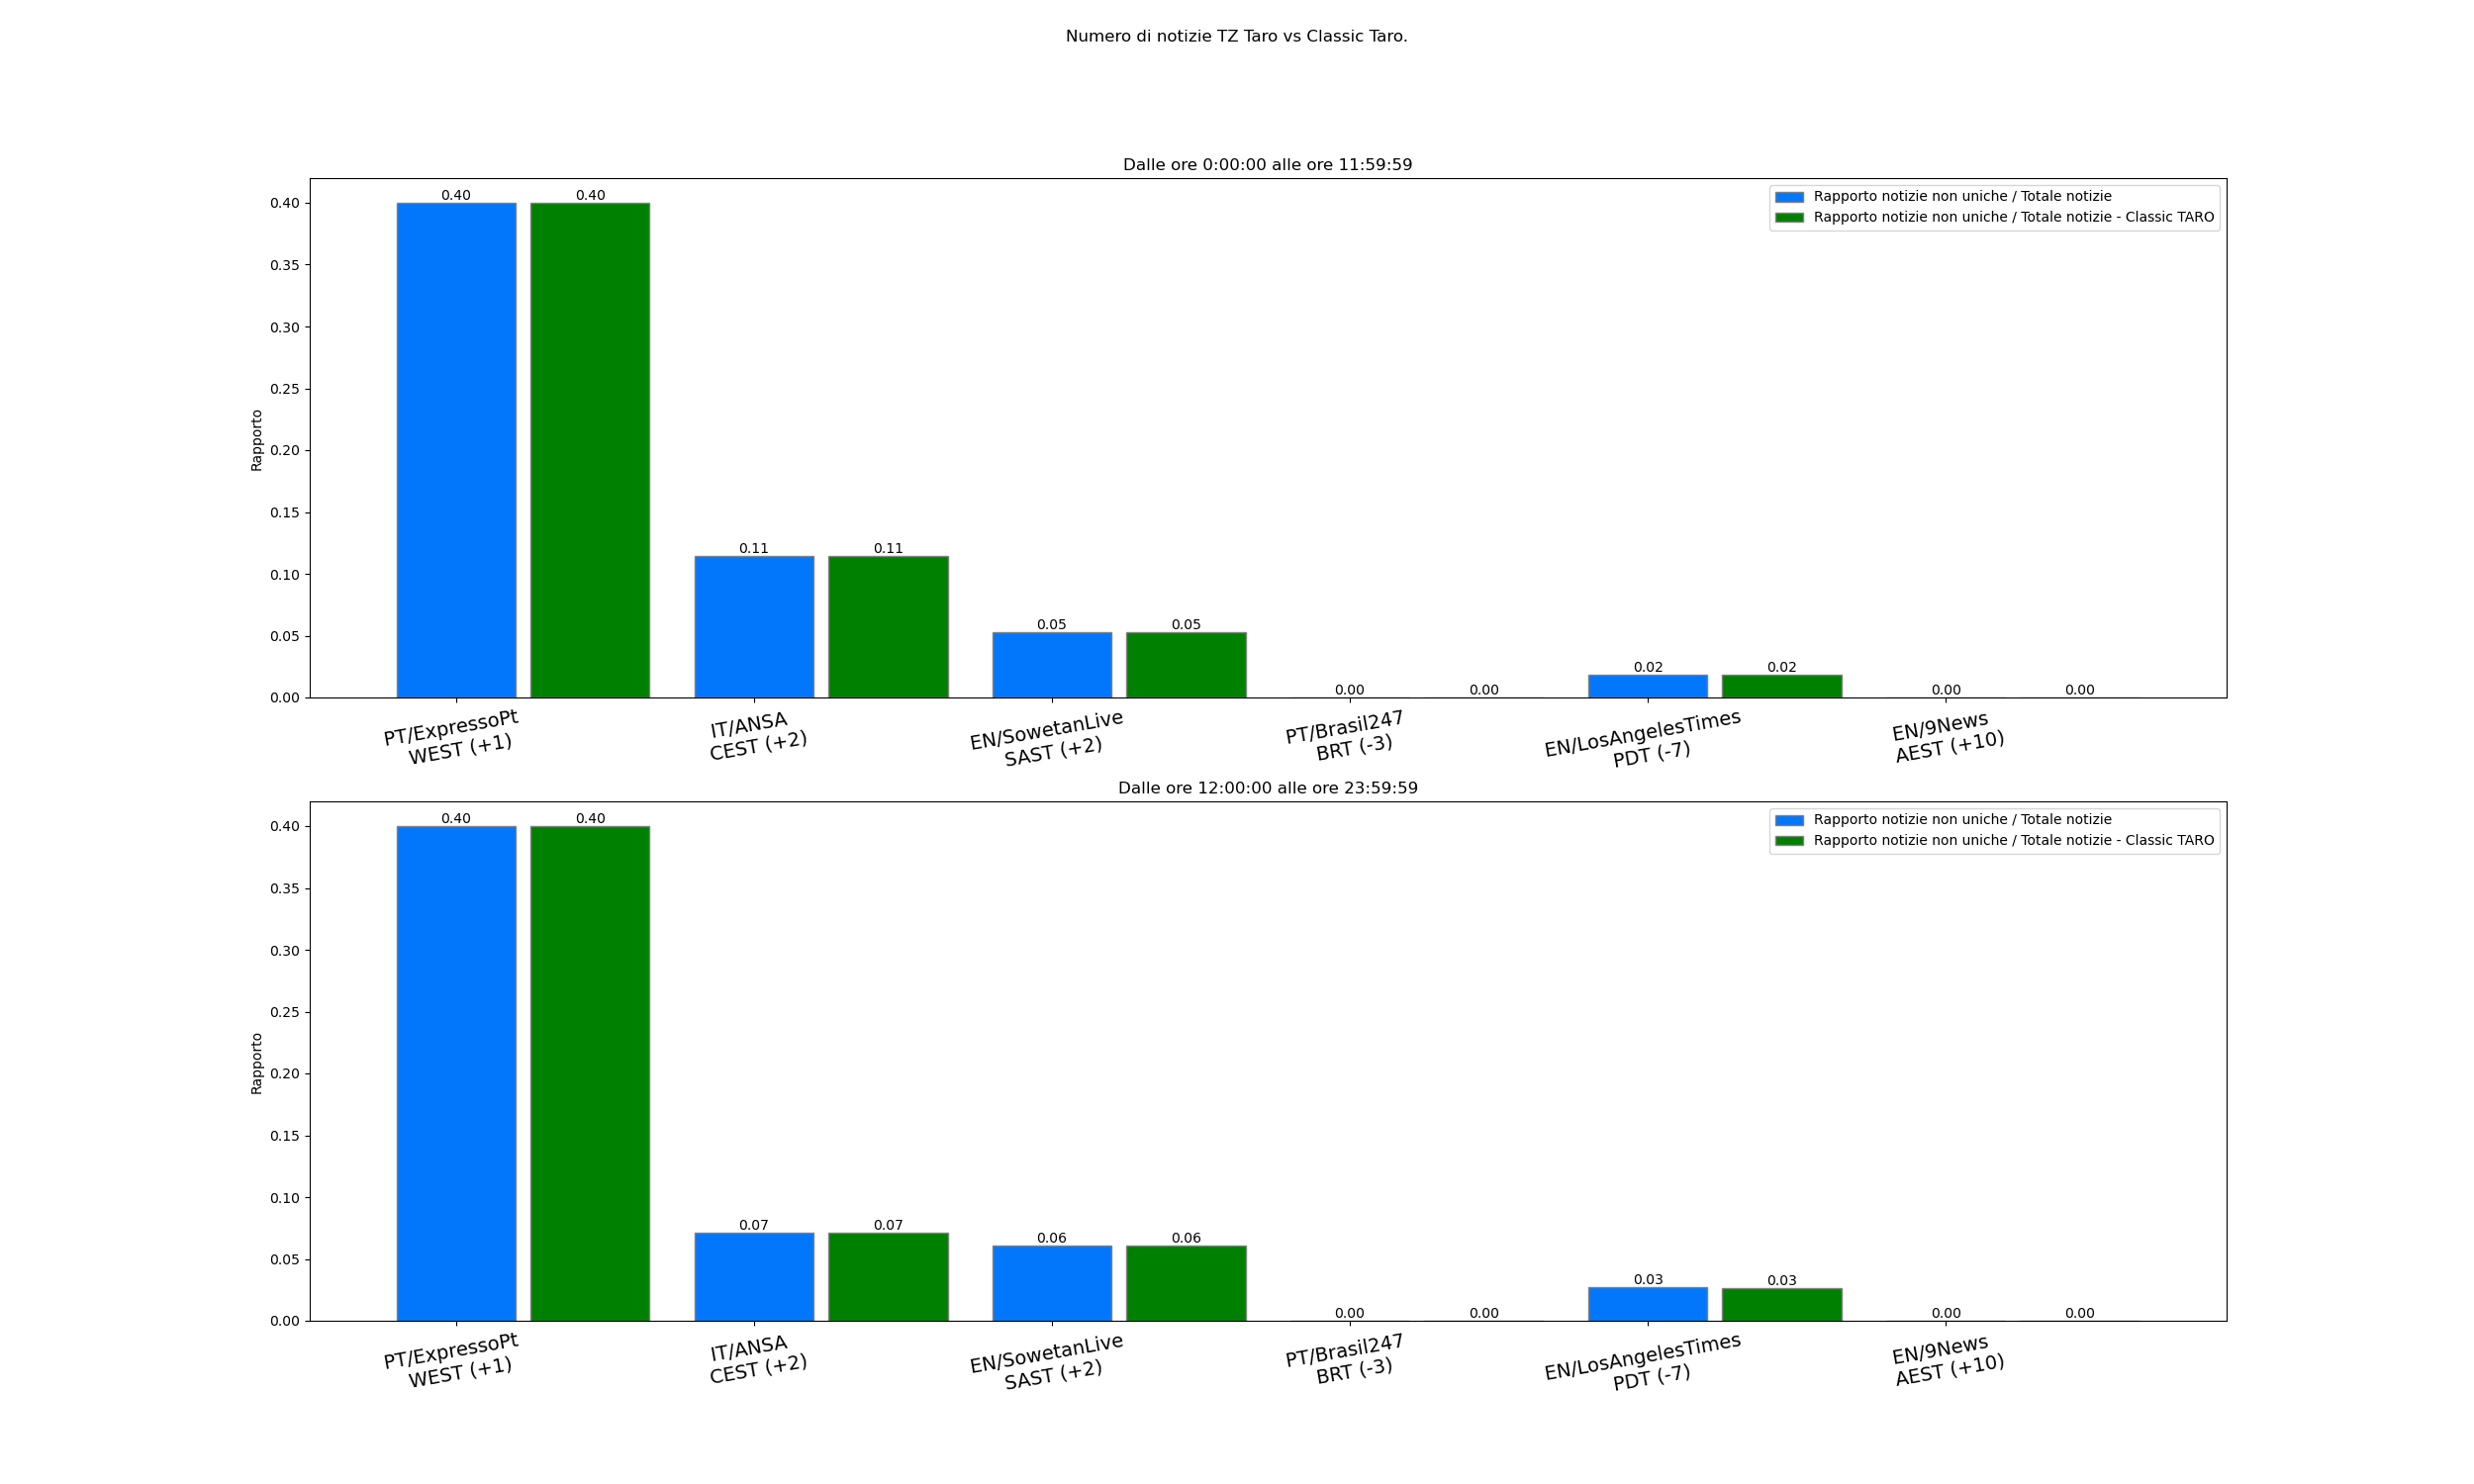 Numero di notizie TZ Taro vs Classic Taro.
Dalle ore 0:00:00 alle ore 11:59:59
Rapporto notizie non uniche / Totale notizie
Rapporto notizie non uniche / Totale notizie - Classic TARO
Rapporto
0.40
0.35
0.30
0.25
0.20
0.15
0.10
0.05
0.00
0.40 0.40 0.11 0.11 0.05 0.05 0.00 0.00 0.02 0.02 0.00 0.00
PT/ExpressoPt
WEST (+1)
IT/ANSA
CEST (+2)
EN/SowetanLive
SAST (+2)
PT/Brasil247
BRT (-3)
EN/LosAngelesTimes
PDT (-7)
EN/9News
AEST (+10)
Dalle ore 12:00:00 alle ore 23:59:59
Rapporto notizie non uniche / Totale notizie
Rapporto notizie non uniche / Totale notizie - Classic TARO
Rapporto
0.40
0.35
0.30
0.25
0.20
0.15
0.10
0.05
0.00
0.40 0.40 0.07 0.07 0.06 0.06 0.00 0.00 0.03 0.03 0.00 0.00
PT/ExpressoPt
WEST (+1)
IT/ANSA
CEST (+2)
EN/SowetanLive
SAST (+2)
PT/Brasil247
BRT (-3)
EN/LosAngelesTimes
PDT (-7)
EN/9News
AEST (+10)